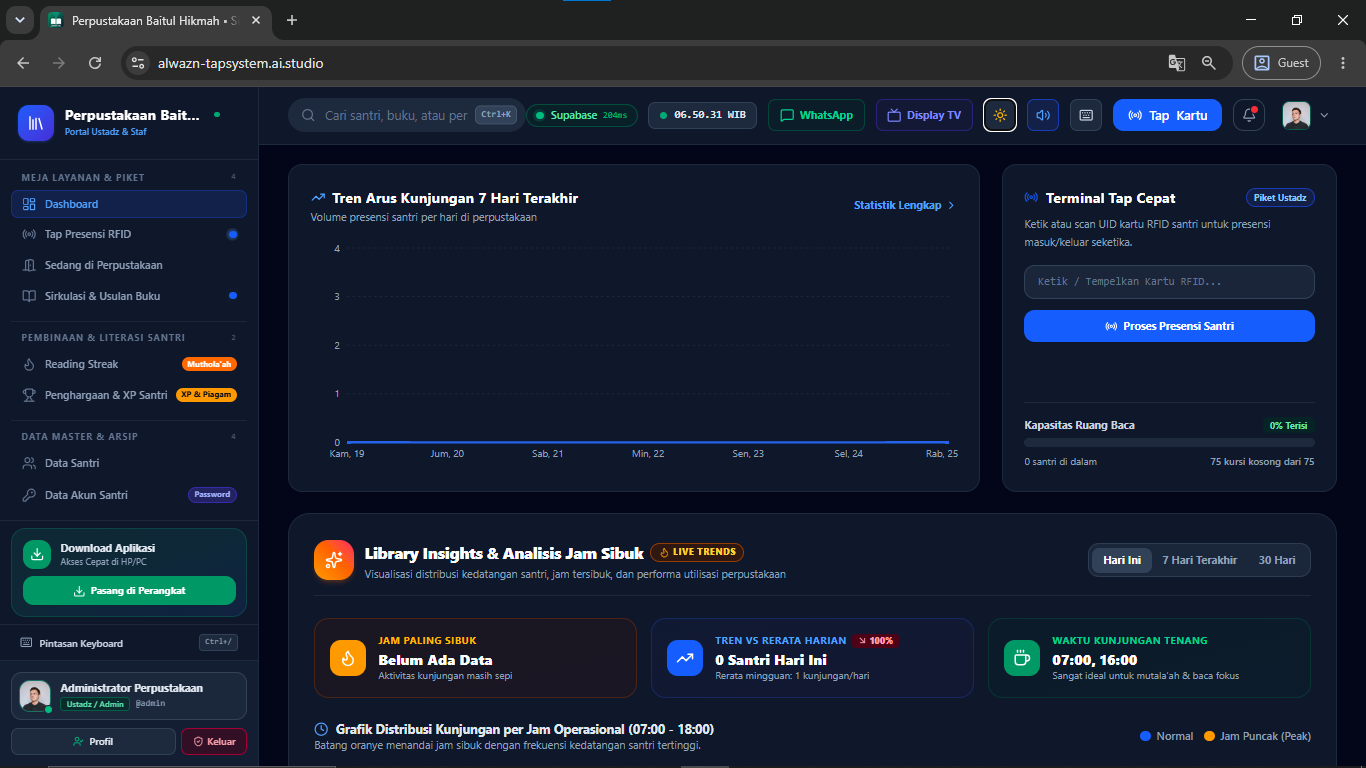 Perpustakaan Baitul Hikmah • S
alwazn-tapsystem.ai.studio
Guest
Perpustakaan Bait...
Portal Ustadz & Staf
Cari santri, buku, atau per
Ctrl+K
Supabase 204ms
06.50.31 WIB
WhatsApp
Display TV
Tap Kartu
MEJA LAYANAN & PIKET 4
Dashboard
Tap Presensi RFID
Sedang di Perpustakaan
Sirkulasi & Usulan Buku
PEMBINAAN & LITERASI SANTRI 2
Reading Streak Muthola'ah
Penghargaan & XP Santri XP & Piagam
DATA MASTER & ARSIP 4
Data Santri
Data Akun Santri Password
Download Aplikasi
Akses Cepat di HP/PC
Pasang di Perangkat
Pintasan Keyboard Ctrl+/
Administrator Perpustakaan
Ustadz / Admin @admin
Profil Keluar
Tren Arus Kunjungan 7 Hari Terakhir
Volume presensi santri per hari di perpustakaan
Statistik Lengkap
4
3
2
1
0
Kam, 19 Jum, 20 Sab, 21 Min, 22 Sen, 23 Sel, 24 Rab, 25
Terminal Tap Cepat Piket Ustadz
Ketik atau scan UID kartu RFID santri untuk presensi
masuk/keluar seketika.
Ketik / Tempelkan Kartu RFID...
Proses Presensi Santri
Kapasitas Ruang Baca 0% Terisi
0 santri di dalam 75 kursi kosong dari 75
Library Insights & Analisis Jam Sibuk LIVE TRENDS
Visualisasi distribusi kedatangan santri, jam tersibuk, dan performa utilisasi perpustakaan
Hari Ini 7 Hari Terakhir 30 Hari
JAM PALING SIBUK
Belum Ada Data
Aktivitas kunjungan masih sepi
TREN VS RERATA HARIAN 100%
0 Santri Hari Ini
Rerata mingguan: 1 kunjungan/hari
WAKTU KUNJUNGAN TENANG
07:00, 16:00
Sangat ideal untuk mutala'ah & baca fokus
Grafik Distribusi Kunjungan per Jam Operasional (07:00 - 18:00)
Batang oranye menandai jam sibuk dengan frekuensi kedatangan santri tertinggi.
Normal Jam Puncak (Peak)